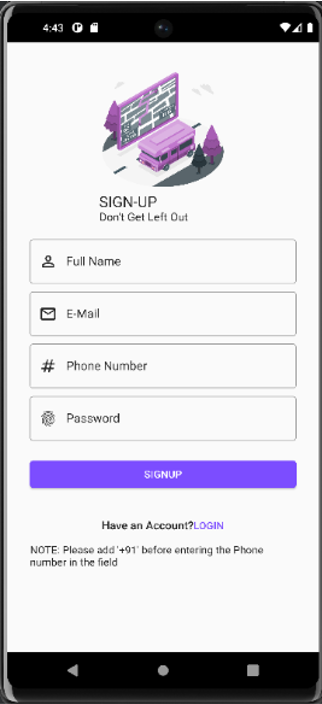 4:43
SIGN-UP
Don't Get Left Out
Full Name
E-Mail
# Phone Number
Password
SIGNUP
Have an Account?LOGIN
NOTE: Please add '+91' before entering the Phone
number in the field